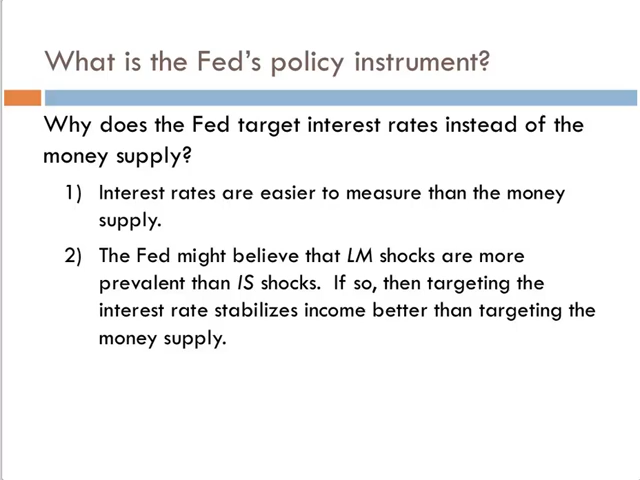 What is the Fed's policy instrument?
Why does the Fed target interest rates instead of the
money supply?
1) Interest rates are easier to measure than the money
supply.
2) The Fed might believe that LM shocks are more
prevalent than IS shocks. If so, then targeting the
interest rate stabilizes income better than targeting the
money supply.